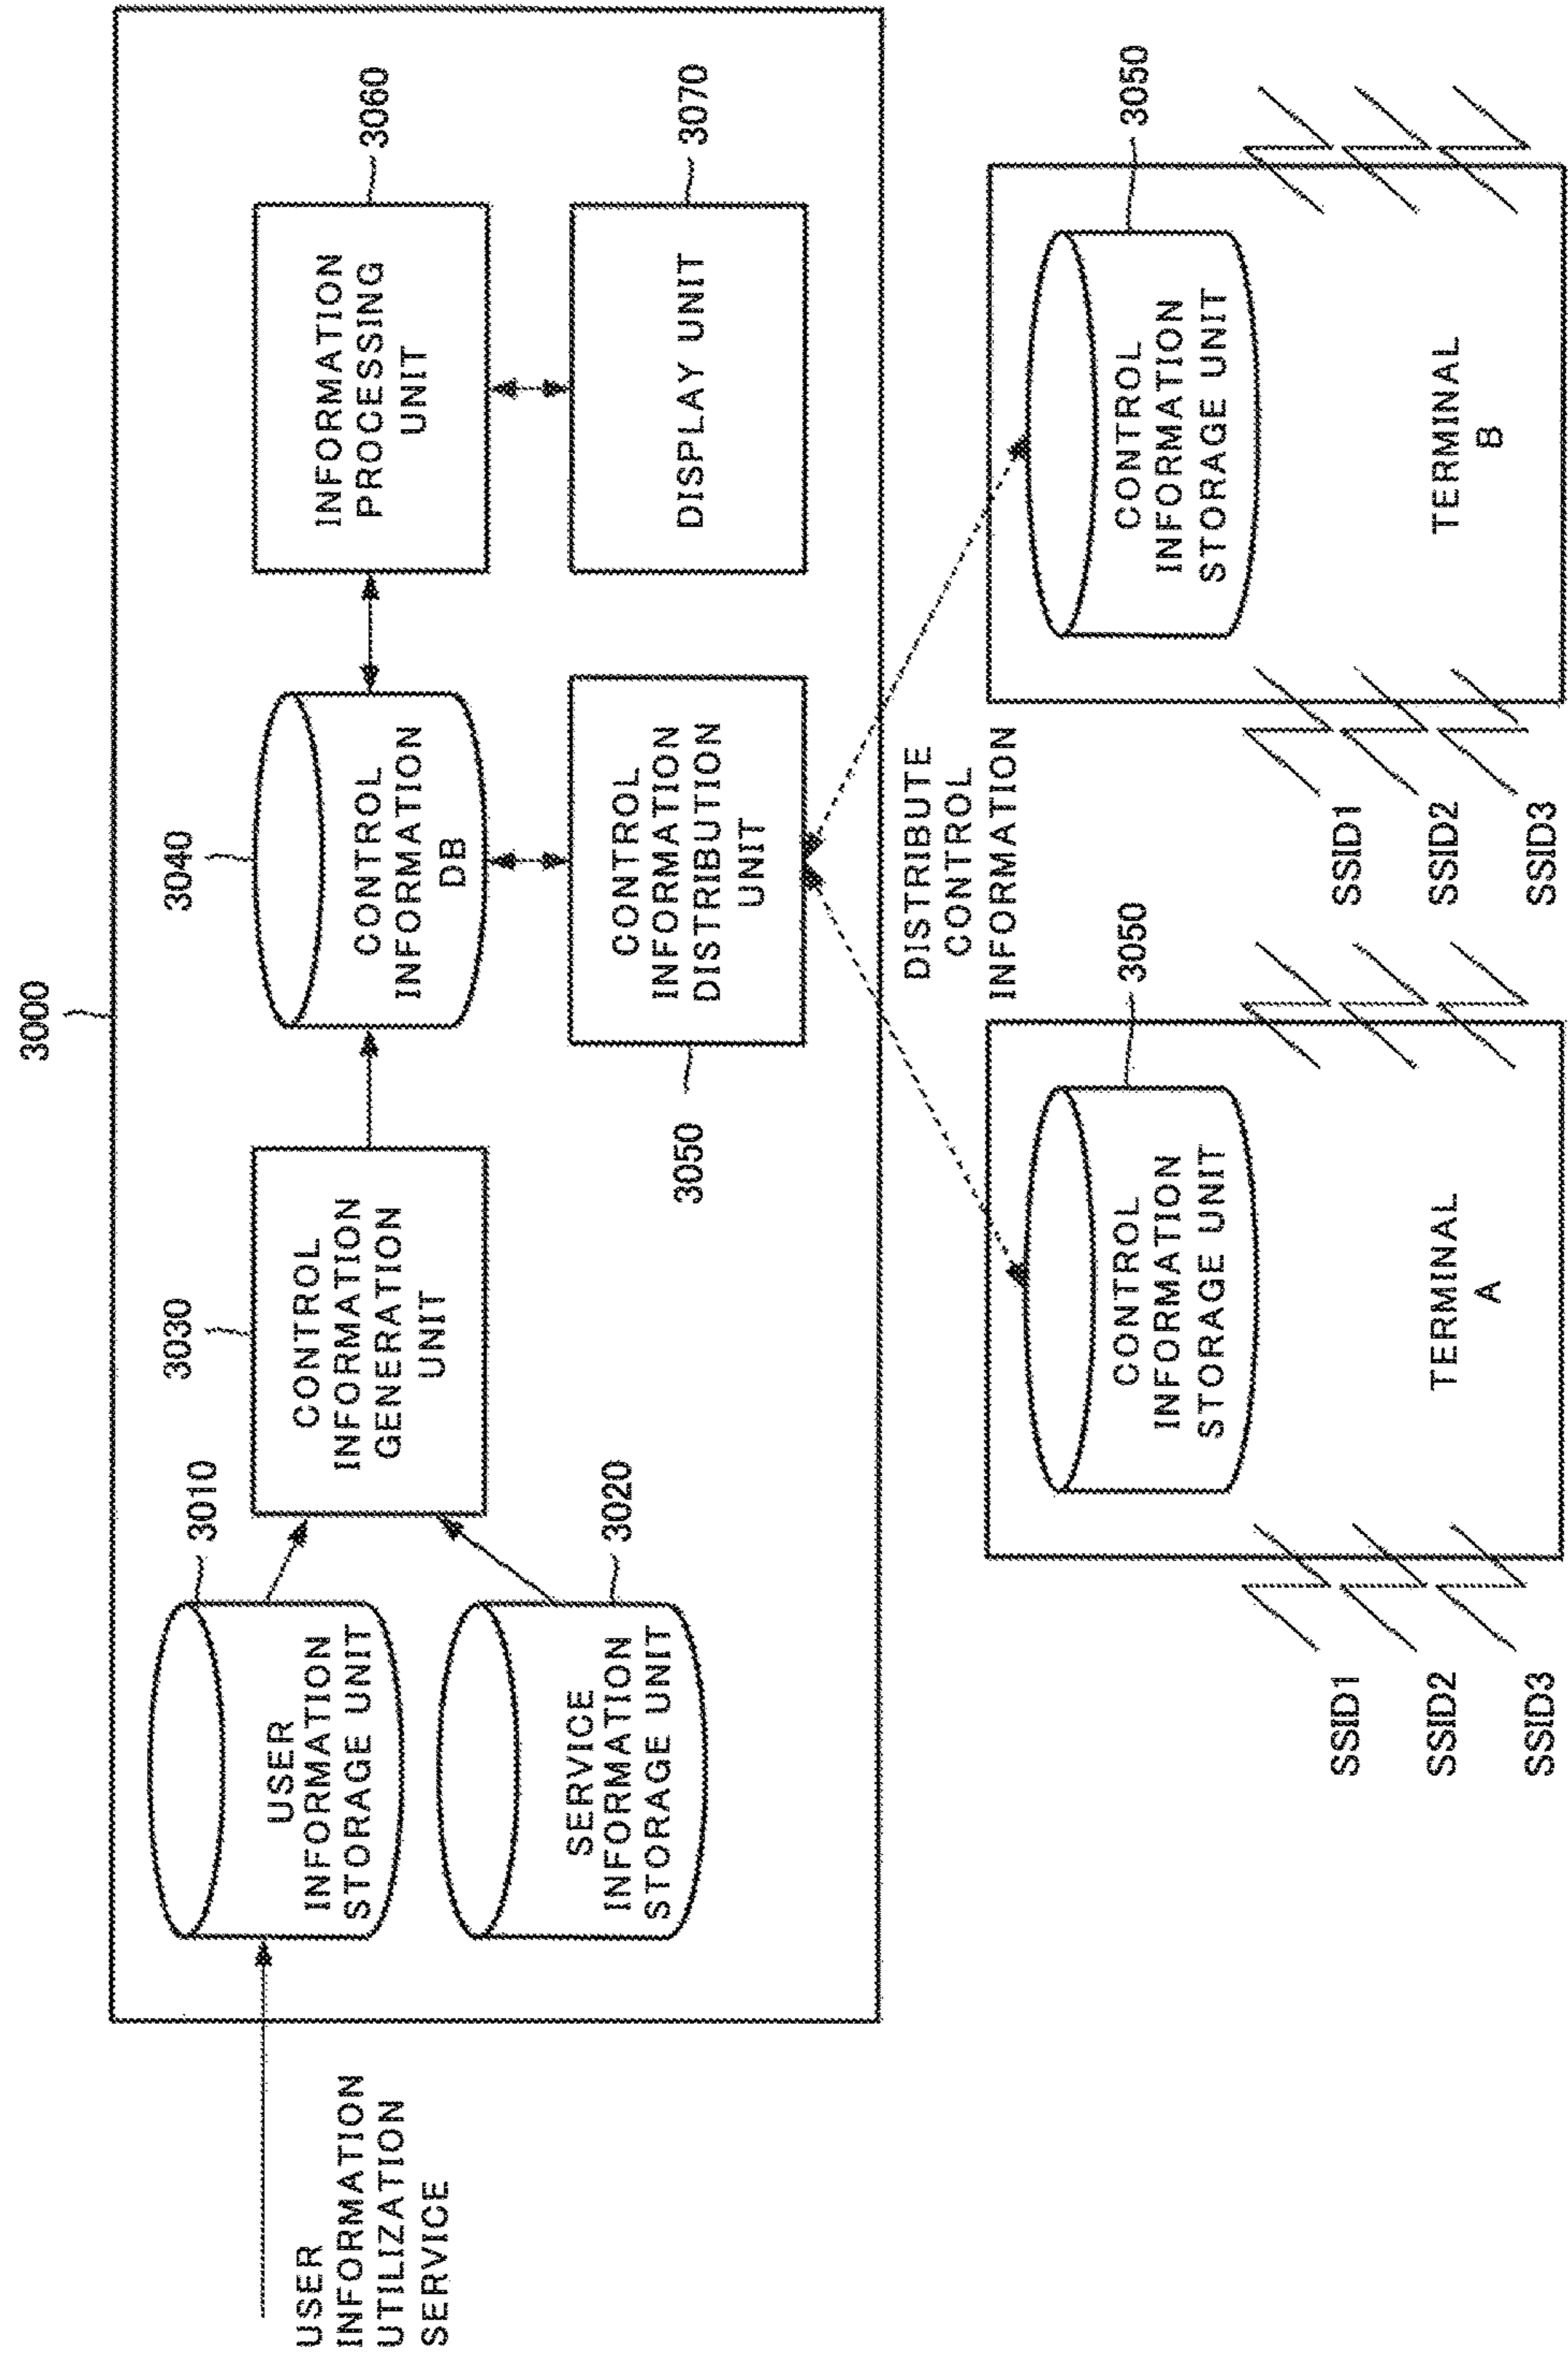 3000
3010
USER
INFORMATION
STORAGE UNIT
3020
SERVICE
INFORMATION
STORAGE UNIT
3030
CONTROL
INFORMATION
GENERATION
UNIT
3040
CONTROL
INFORMATION
DB
3060
INFORMATION
PROCESSING
UNIT
3050
CONTROL
INFORMATION
DISTRIBUTION
UNIT
3070
DISPLAY UNIT
USER
INFORMATION
UTILIZATION
SERVICE
DISTRIBUTE
CONTROL
INFORMATION
3050
CONTROL
INFORMATION
STORAGE UNIT
TERMINAL
A
SSID1
SSID2
SSID3
3050
CONTROL
INFORMATION
STORAGE UNIT
TERMINAL
B
SSID1
SSID2
SSID3